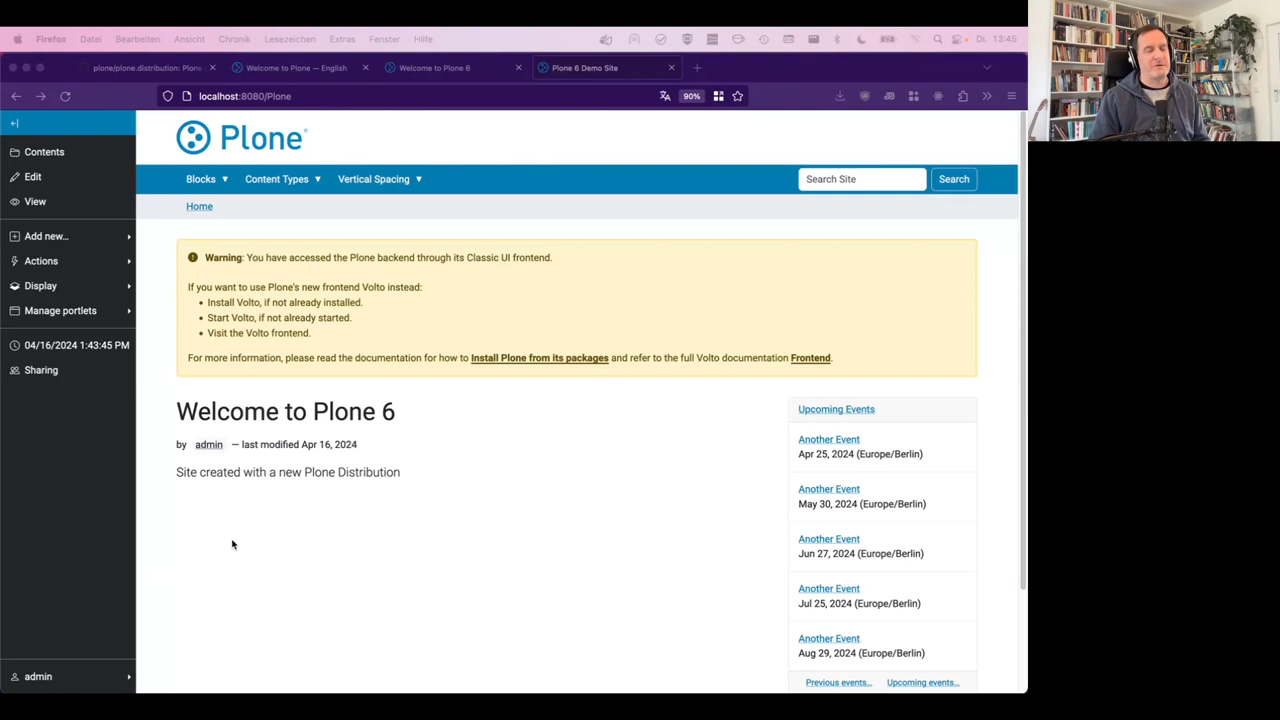 Firefox Datei Bearbeiten Ansicht Chronik Lesezeichen Extras Fenster Hilfe Di. 13:45
plone/plone.distribution: Plone Welcome to Plone — English Welcome to Plone 6 Plone 6 Demo Site
localhost:8080/Plone 90%
Plone
Contents
Edit
View
Add new...
Actions
Display
Manage portlets
04/16/2024 1:43:45 PM
Sharing
admin
Blocks Content Types Vertical Spacing Search Site Search
Home
Warning: You have accessed the Plone backend through its Classic UI frontend.
If you want to use Plone's new frontend Volto instead:
Install Volto, if not already installed.
Start Volto, if not already started.
Visit the Volto frontend.
For more information, please read the documentation for how to Install Plone from its packages and refer to the full Volto documentation Frontend.
Welcome to Plone 6
by admin — last modified Apr 16, 2024
Site created with a new Plone Distribution
Upcoming Events
Another Event
Apr 25, 2024 (Europe/Berlin)
Another Event
May 30, 2024 (Europe/Berlin)
Another Event
Jun 27, 2024 (Europe/Berlin)
Another Event
Jul 25, 2024 (Europe/Berlin)
Another Event
Aug 29, 2024 (Europe/Berlin)
Previous events... Upcoming events...